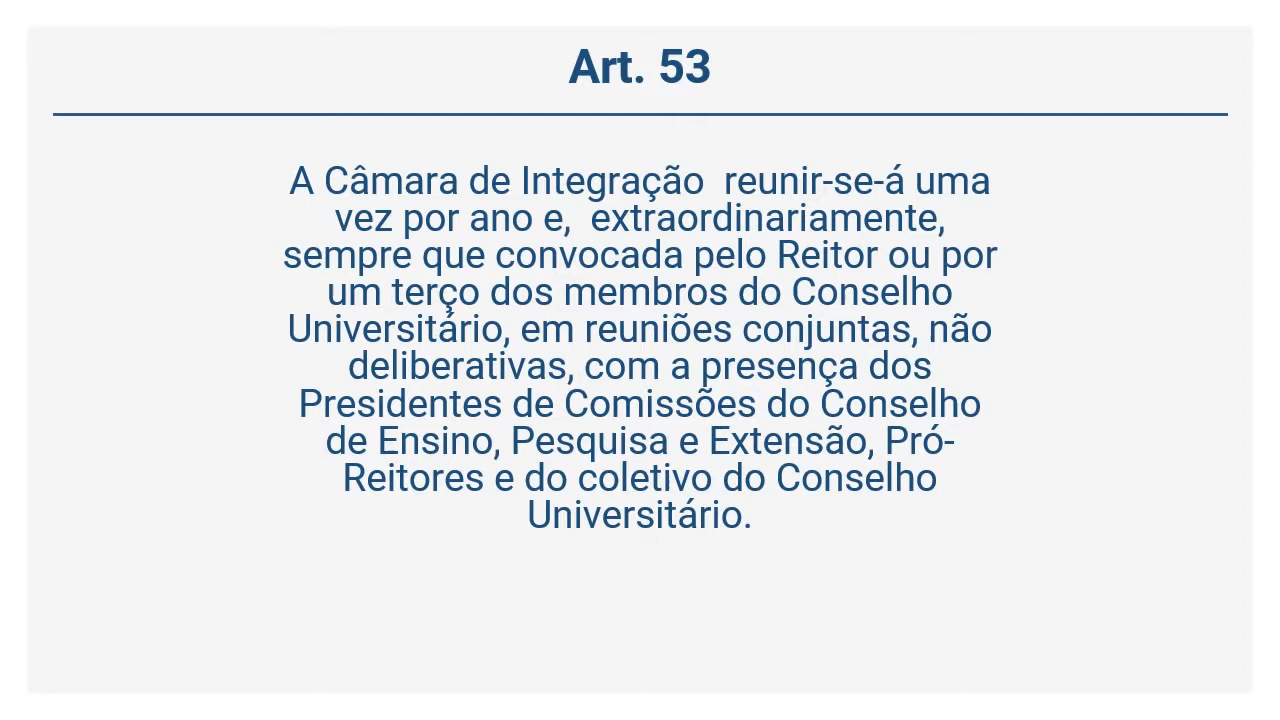 Art. 53
A Câmara de Integração  reunir-se-á uma
vez por ano e,  extraordinariamente,
sempre que convocada pelo Reitor ou por
um terço dos membros do Conselho
Universitário, em reuniões conjuntas, não
deliberativas, com a presença dos
Presidentes de Comissões do Conselho
de Ensino, Pesquisa e Extensão, Pró-
Reitores e do coletivo do Conselho
Universitário.